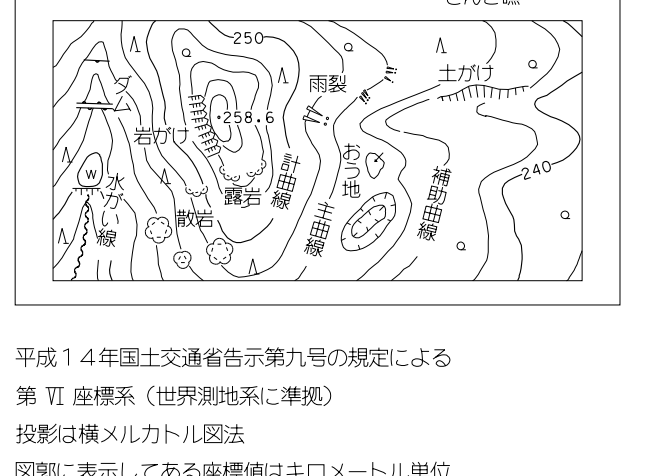 250
雨裂
土がけ
ダム
・258.6
岩がけ
おう地
計曲線
240
W
水がい線
露岩
補助曲線
主曲線
散岩
平成14年国土交通省告示第九号の規定による
第 Ⅵ 座標系（世界測地系に準拠）
投影は横メルカトル図法
図郭に表示してある座標値はキロメートル単位